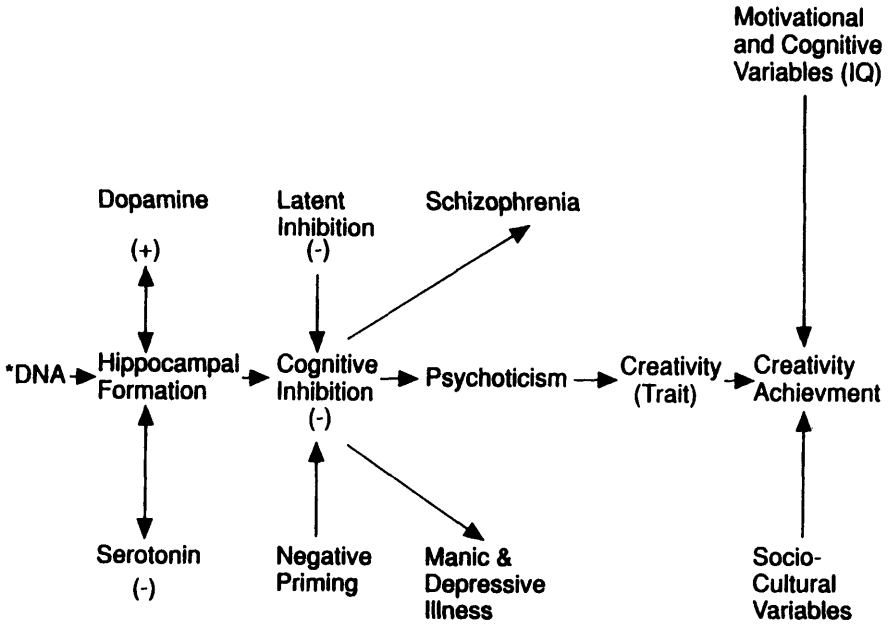 Motivational
and Cognitive
Variables (IQ)
Dopamine
(+)
Latent
Inhibition
(-)
Schizophrenia
*DNA
Hippocampal
Formation
Cognitive
Inhibition
(-)
Psychoticism
Creativity
(Trait)
Creativity
Achievment
Serotonin
(-)
Negative
Priming
Manic &
Depressive
Illness
Socio-
Cultural
Variables